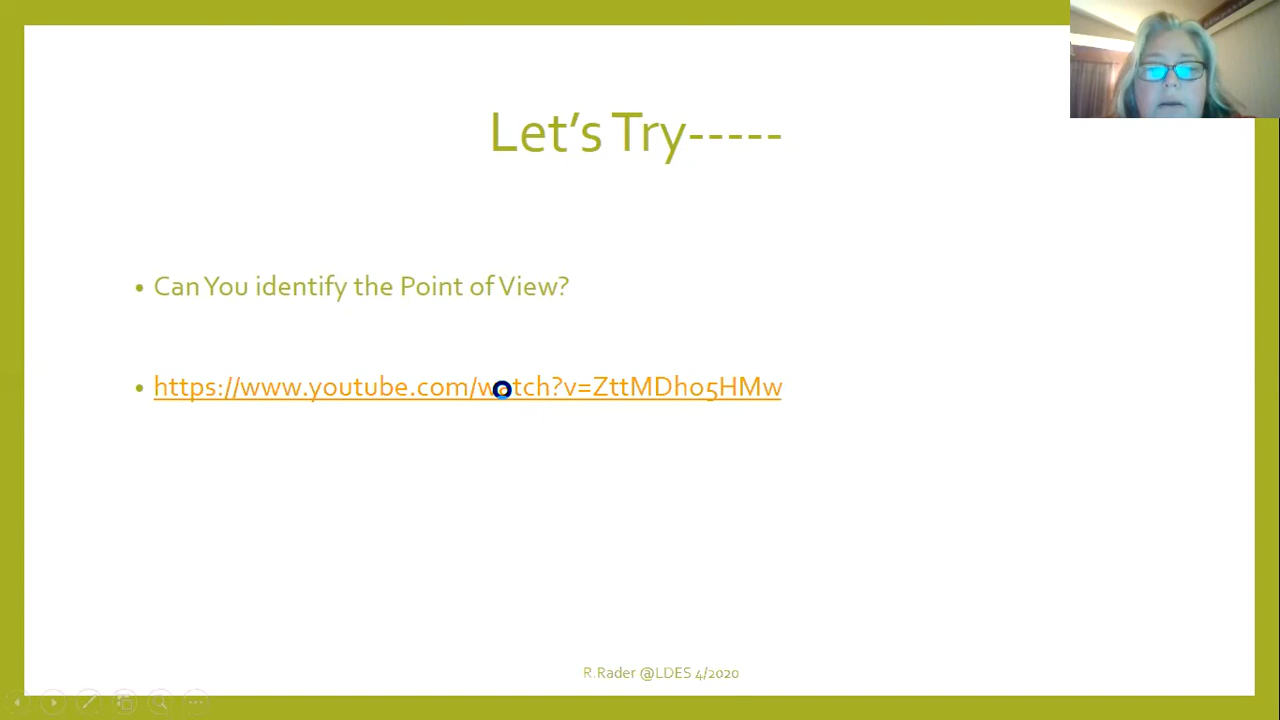 Let's Try-----
• Can You identify the Point of View?
• https://www.youtube.com/watch?v=ZttMDho5HMw
R.Rader @LDES 4/2020